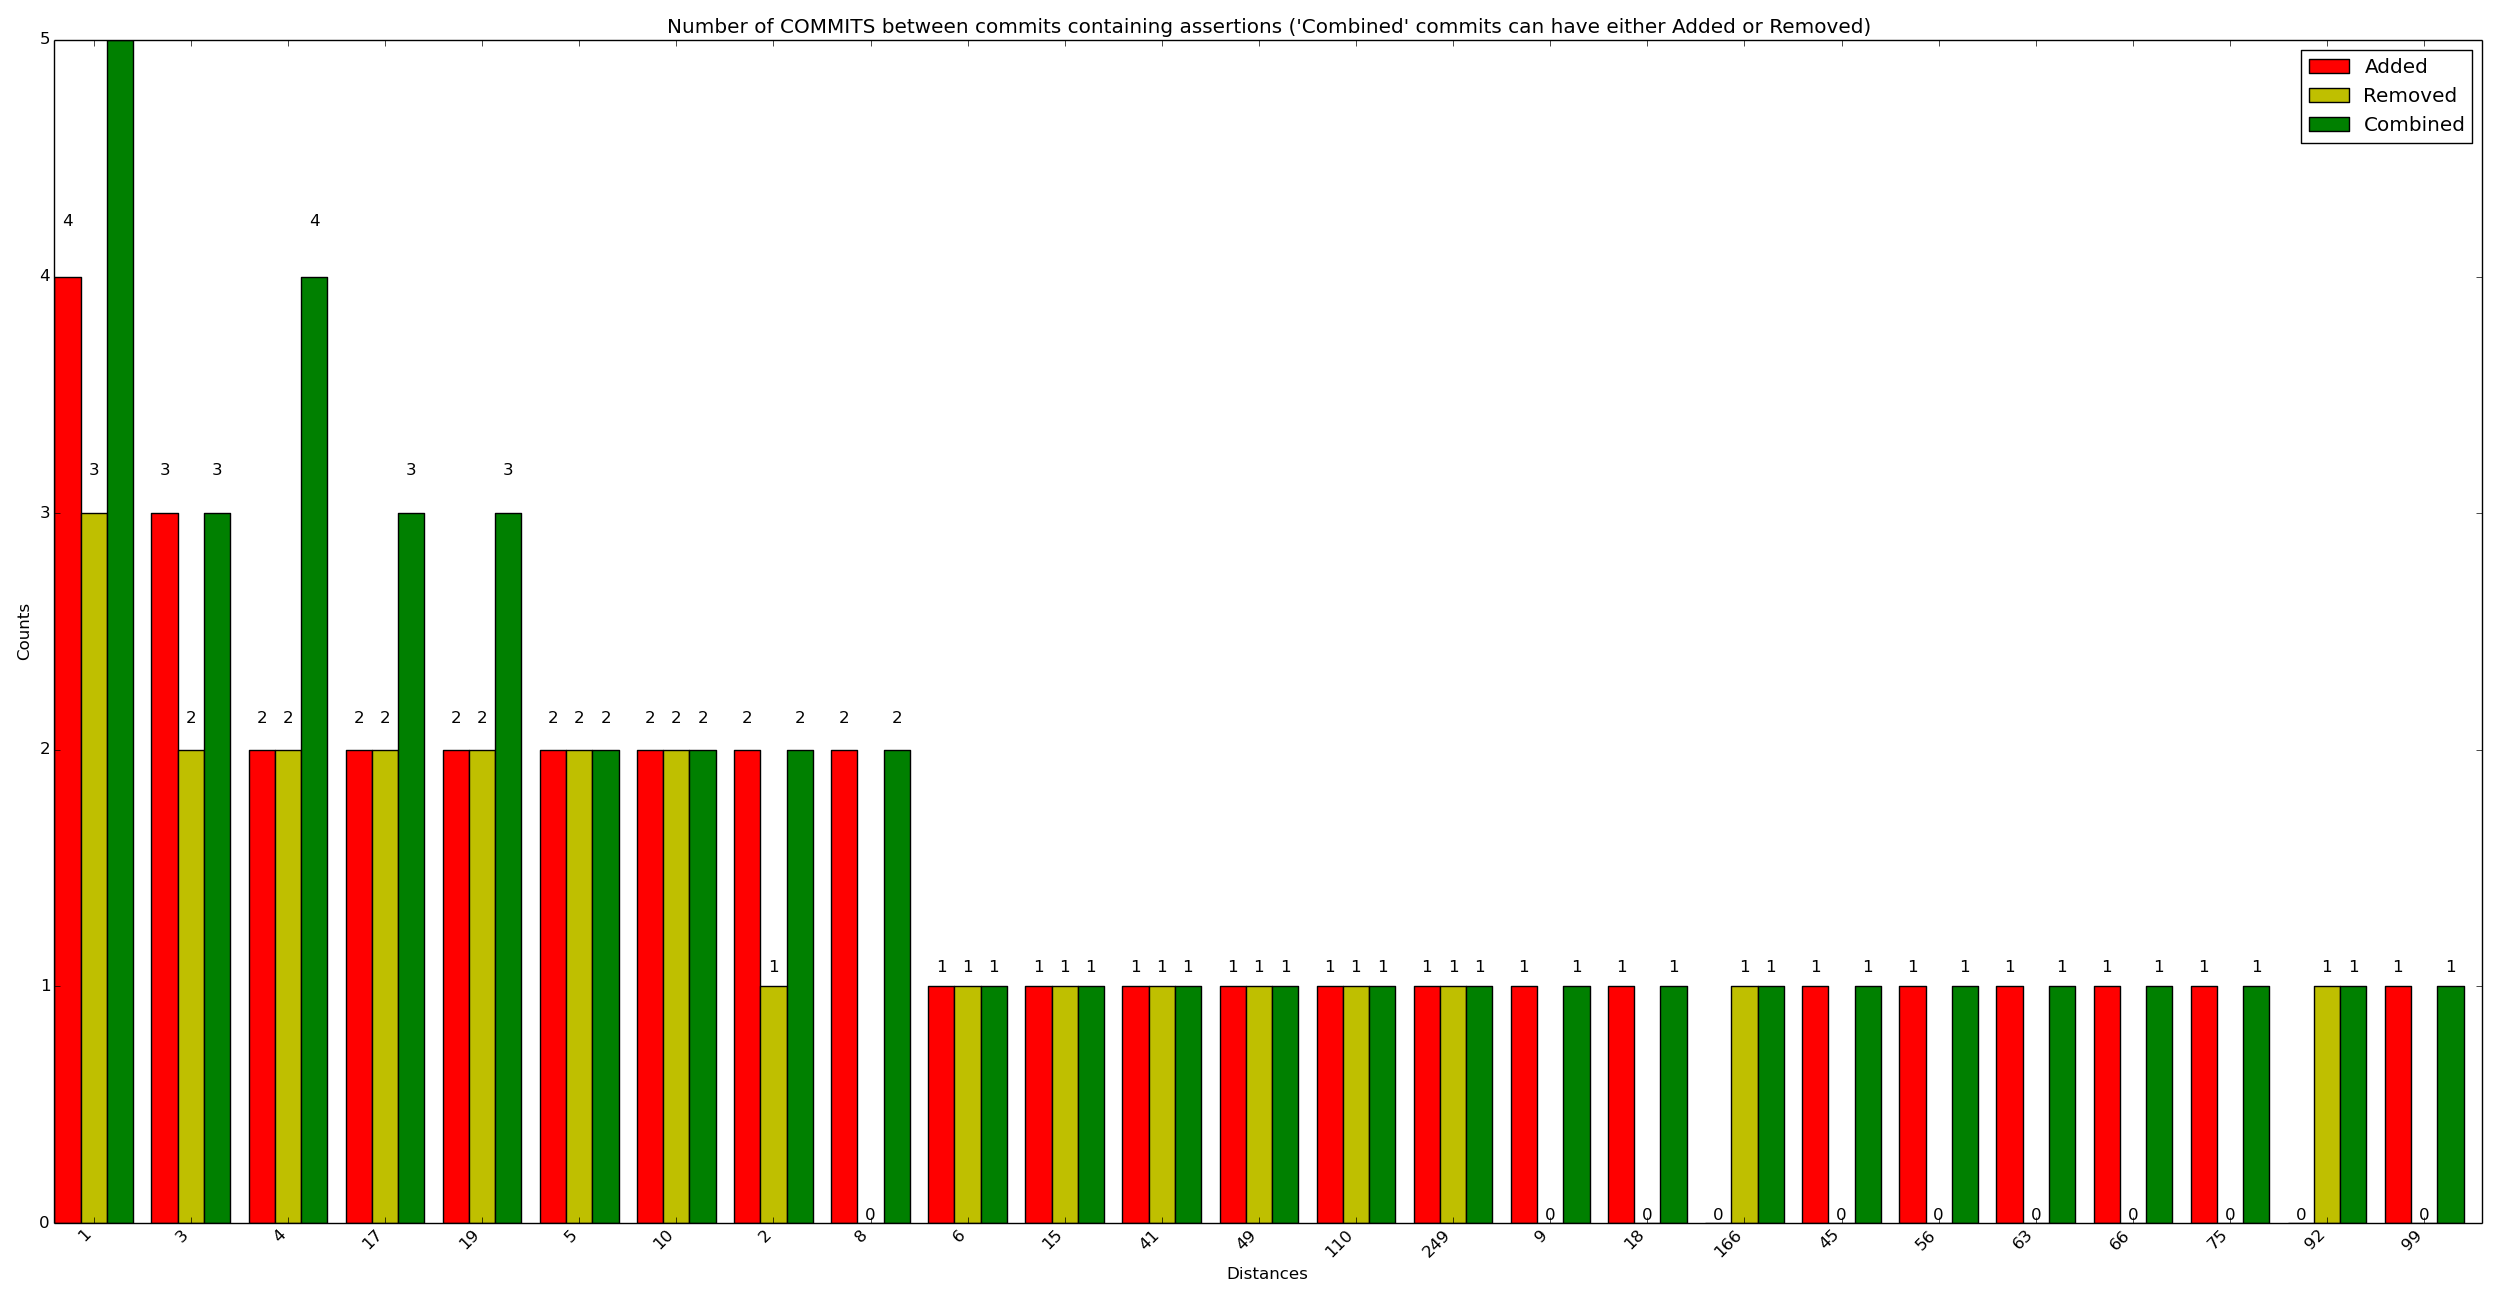 Number of COMMITS between commits containing assertions ('Combined' commits can have either Added or Removed)
Added
Removed
Combined
5
4
3
2
1
0
Counts
4 3
3 2 3
2 2 4
2 2 3
2 2 3
2 2 2
2 2 2
2 1 2
2 0 2
1 1 1
1 1 1
1 1 1
1 1 1
1 1 1
1 1 1
1 0 1
1 0 1
0 1 1
1 0 1
1 0 1
1 0 1
1 0 1
1 0 1
0 1 1
1 0 1
1 3 4 17 19 5 10 2 8 6 15 41 49 110 249 9 18 166 45 56 63 66 75 92 99
Distances